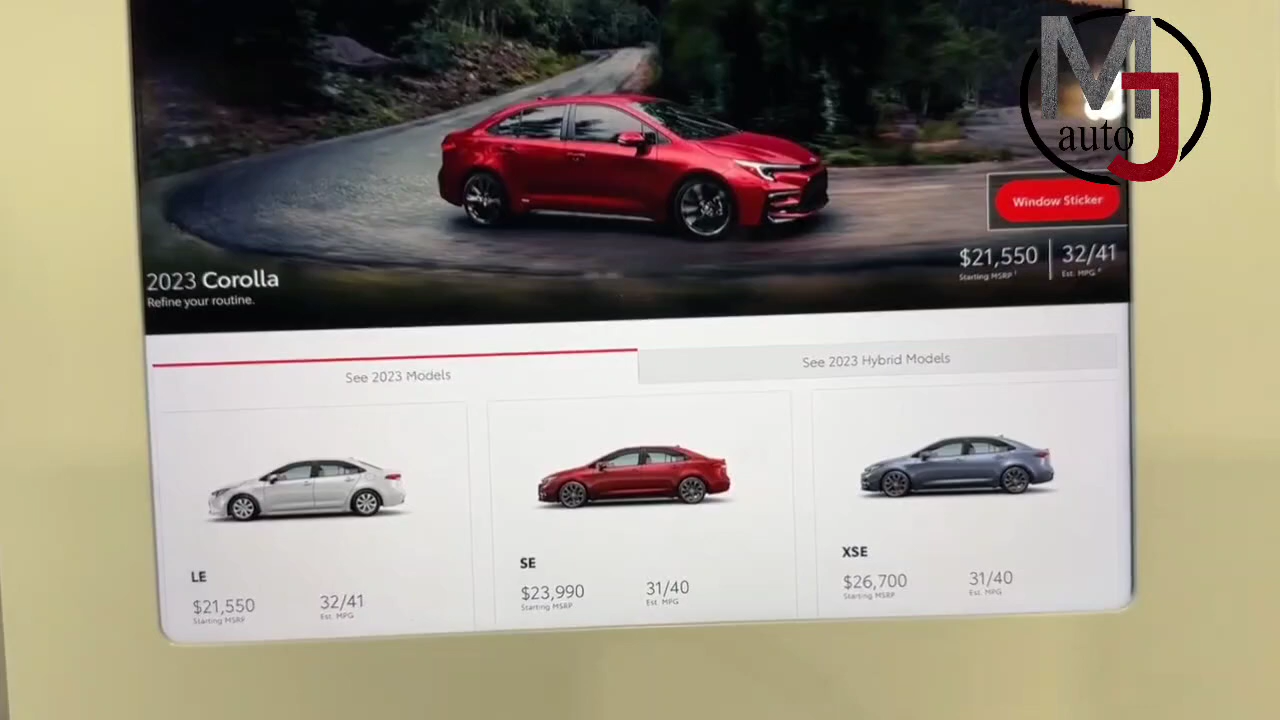 MJ
auto
Window Sticker
$21,550
Starting MSRP
32/41
Est. MPG
2023 Corolla
Refine your routine.
See 2023 Models
See 2023 Hybrid Models
LE
$21,550
Starting MSRP
32/41
Est. MPG
SE
$23,990
Starting MSRP
31/40
Est. MPG
XSE
$26,700
Starting MSRP
31/40
Est. MPG